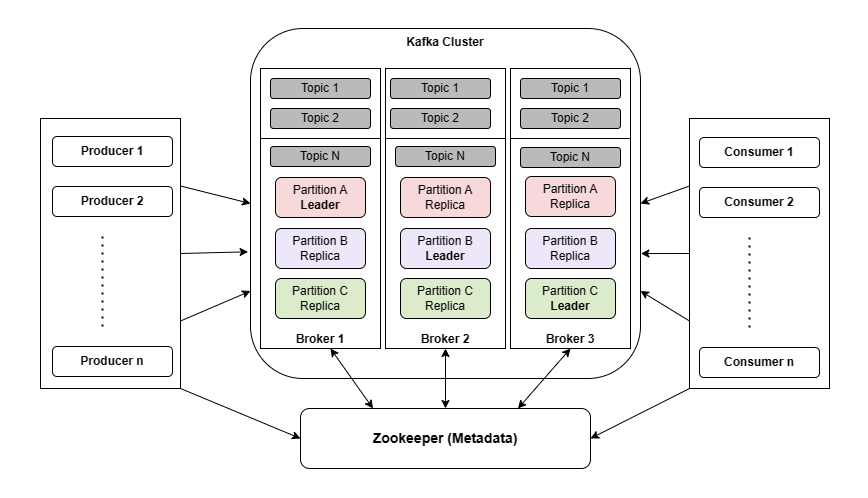 Kafka Cluster
Producer 1
Producer 2
Producer n
Topic 1
Topic 2
Topic N
Partition A
Leader
Partition B
Replica
Partition C
Replica
Broker 1
Topic 1
Topic 2
Topic N
Partition A
Replica
Partition B
Leader
Partition C
Replica
Broker 2
Topic 1
Topic 2
Topic N
Partition A
Replica
Partition B
Replica
Partition C
Leader
Broker 3
Consumer 1
Consumer 2
Consumer n
Zookeeper (Metadata)